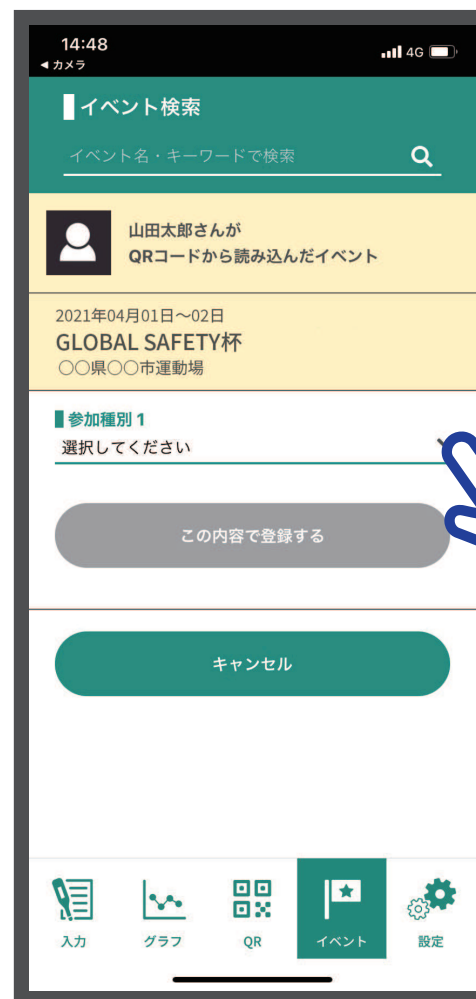 14:48
4G
◀ カメラ
イベント検索
イベント名・キーワードで検索
山田太郎さんが
QRコードから読み込んだイベント
2021年04月01日～02日
GLOBAL SAFETY杯
〇〇県〇〇市運動場
参加種別 1
選択してください
この内容で登録する
キャンセル
入力
グラフ
QR
イベント
設定